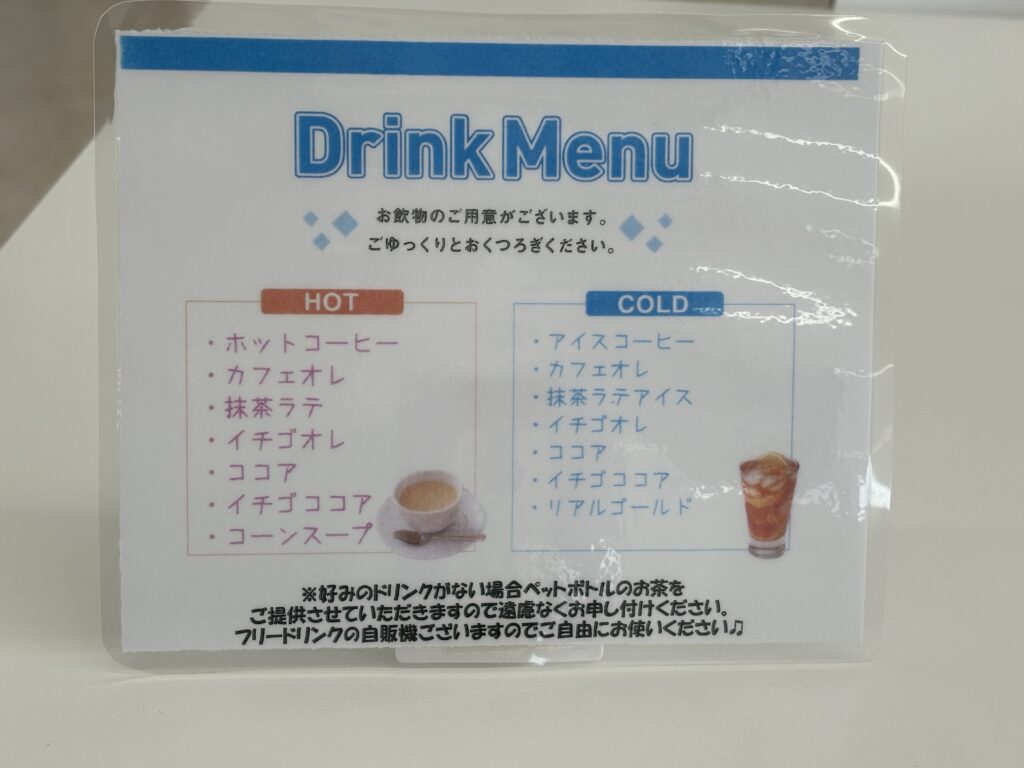 Drink Menu
お飲物のご用意がございます。
ごゆっくりとおくつろぎください。
HOT
・ホットコーヒー
・カフェオレ
・抹茶ラテ
・イチゴオレ
・ココア
・イチゴココア
・コーンスープ
COLD
・アイスコーヒー
・カフェオレ
・抹茶ラテアイス
・イチゴオレ
・ココア
・イチゴココア
・リアルゴールド
※好みのドリンクがない場合ペットボトルのお茶を
ご提供させていただきますので遠慮なくお申し付けください。
フリードリンクの自販機ございますのでご自由にお使いください♫